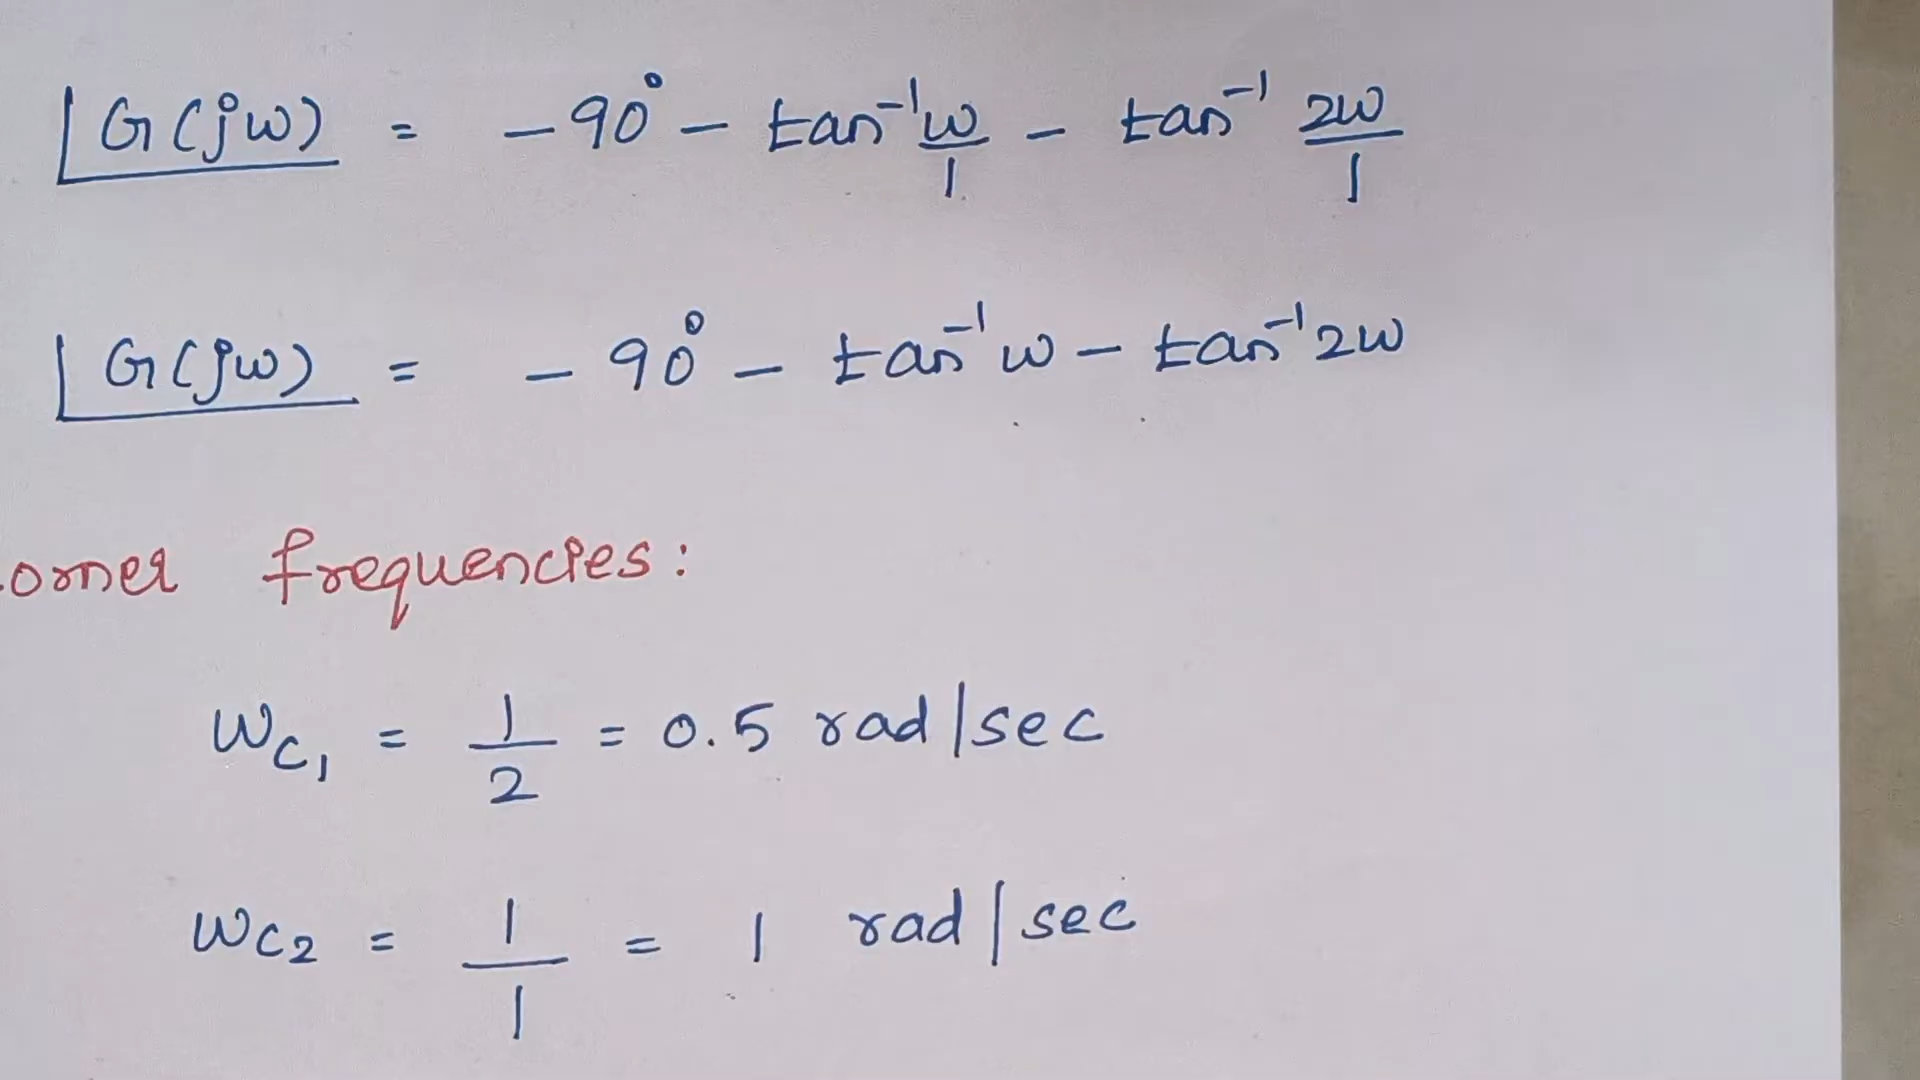 ∠G(jω) = -90° - tan⁻¹ ω/1 - tan⁻¹ 2ω/1
∠G(jω) = -90° - tan⁻¹ω - tan⁻¹2ω
orner frequencies:
ωc₁ = 1/2 = 0.5 rad/sec
ωc2 = 1/1 = 1 rad/sec